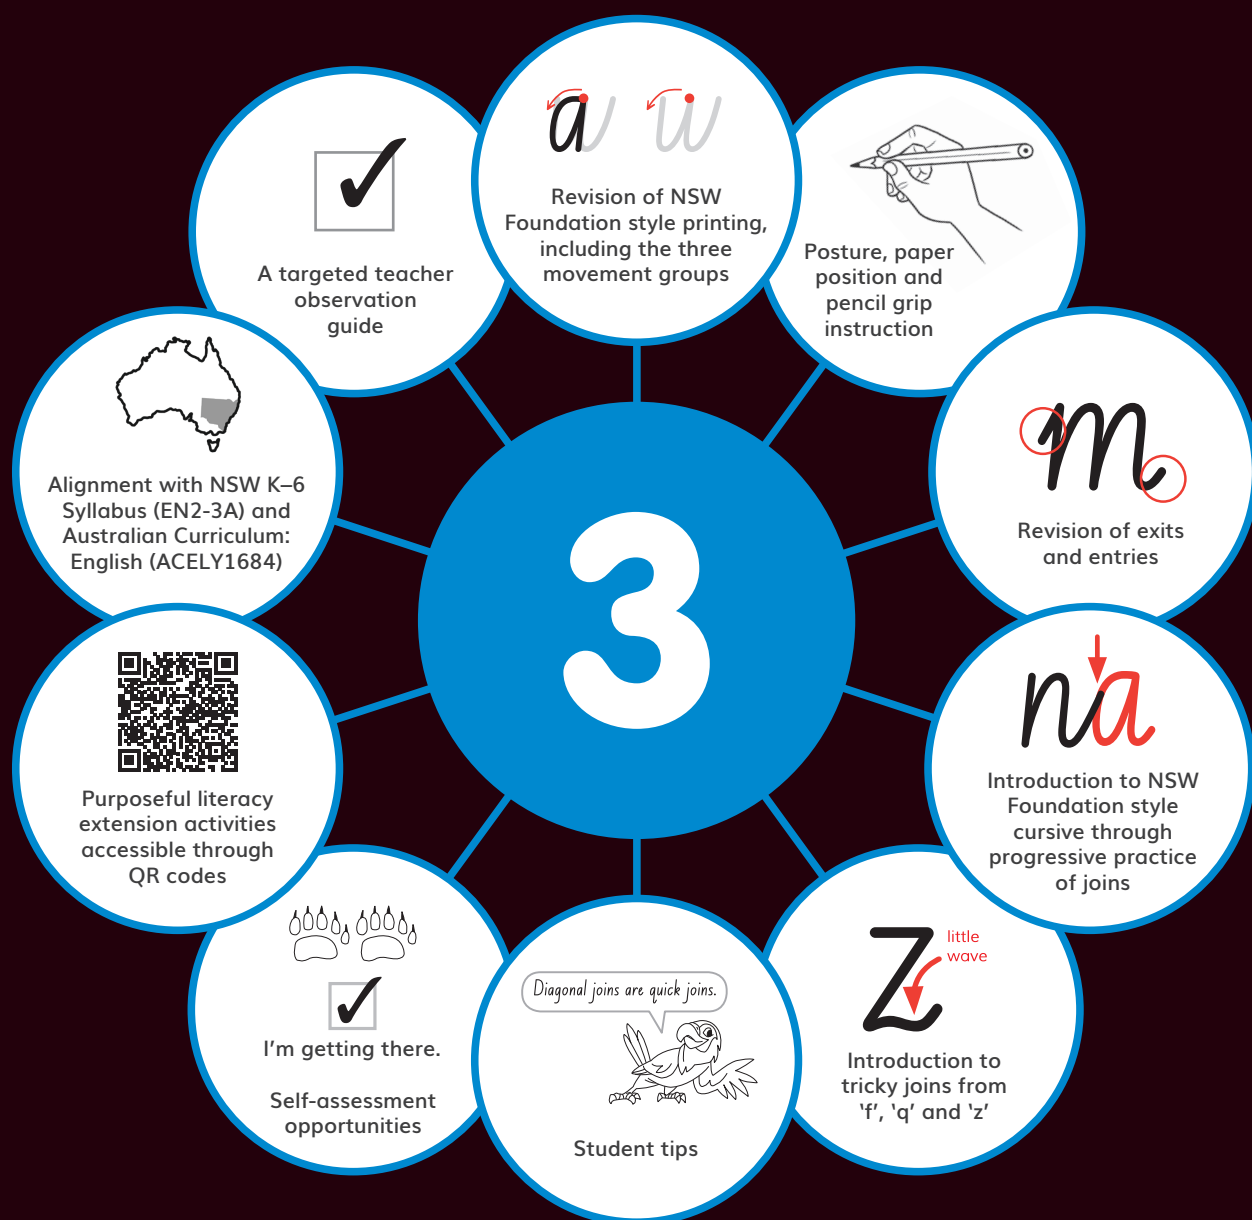 a u
Revision of NSW
Foundation style printing,
including the three
movement groups
Posture, paper
position and
pencil grip
instruction
m
Revision of exits
and entries
na
Introduction to NSW
Foundation style
cursive through
progressive practice
of joins
z
little
wave
Introduction to
tricky joins from
‘f’, ‘q’ and ‘z’
Diagonal joins are quick joins.
Student tips
I’m getting there.
Self-assessment
opportunities
Purposeful literacy
extension activities
accessible through
QR codes
Alignment with NSW K–6
Syllabus (EN2-3A) and
Australian Curriculum:
English (ACELY1684)
A targeted teacher
observation
guide
3